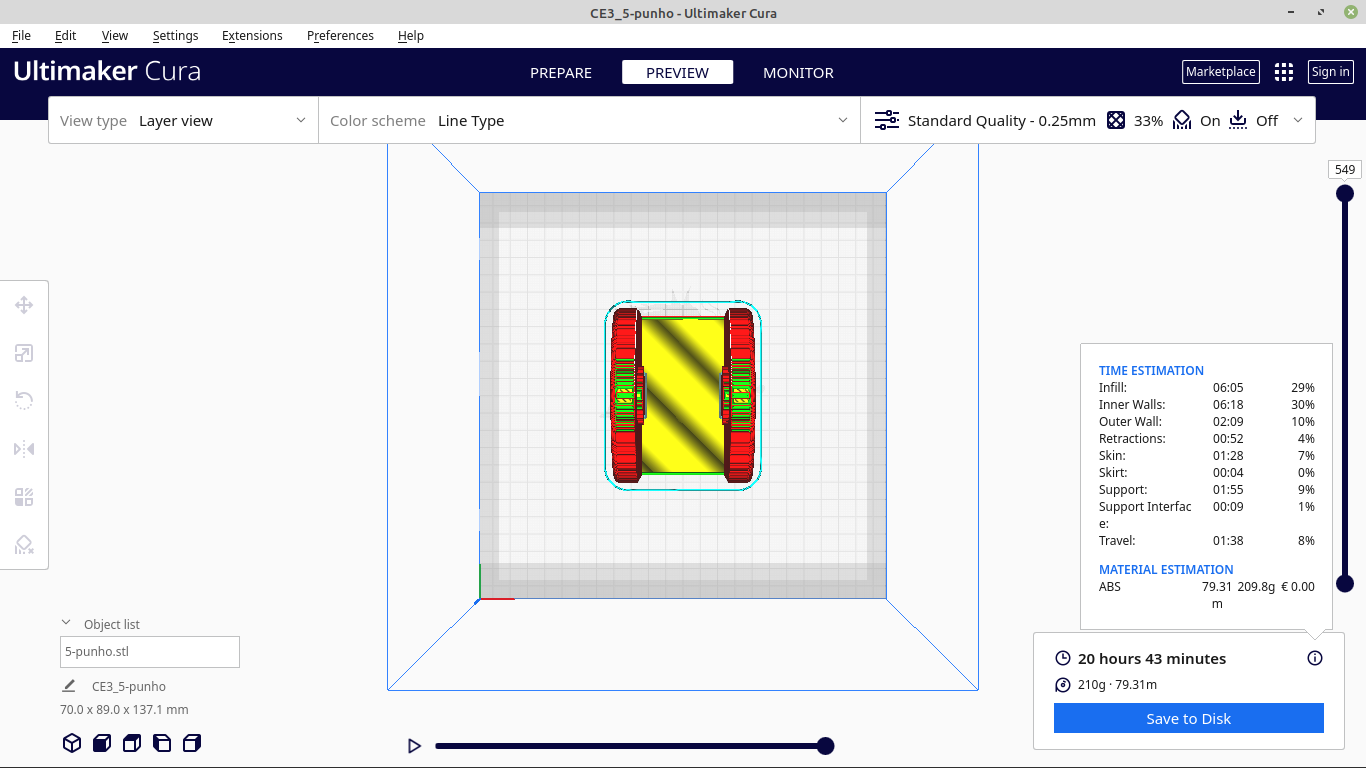 CE3_5-punho - Ultimaker Cura
File Edit View Settings Extensions Preferences Help
Ultimaker Cura PREPARE PREVIEW MONITOR Marketplace Sign in
View type Layer view Color scheme Line Type Standard Quality - 0.25mm 33% On Off
549
TIME ESTIMATION
Infill: 06:05 29%
Inner Walls: 06:18 30%
Outer Wall: 02:09 10%
Retractions: 00:52 4%
Skin: 01:28 7%
Skirt: 00:04 0%
Support: 01:55 9%
Support Interfac 00:09 1%
e:
Travel: 01:38 8%
MATERIAL ESTIMATION
ABS 79.31 209.8g € 0.00
m
Object list
5-punho.stl
CE3_5-punho
70.0 x 89.0 x 137.1 mm
20 hours 43 minutes
210g · 79.31m
Save to Disk